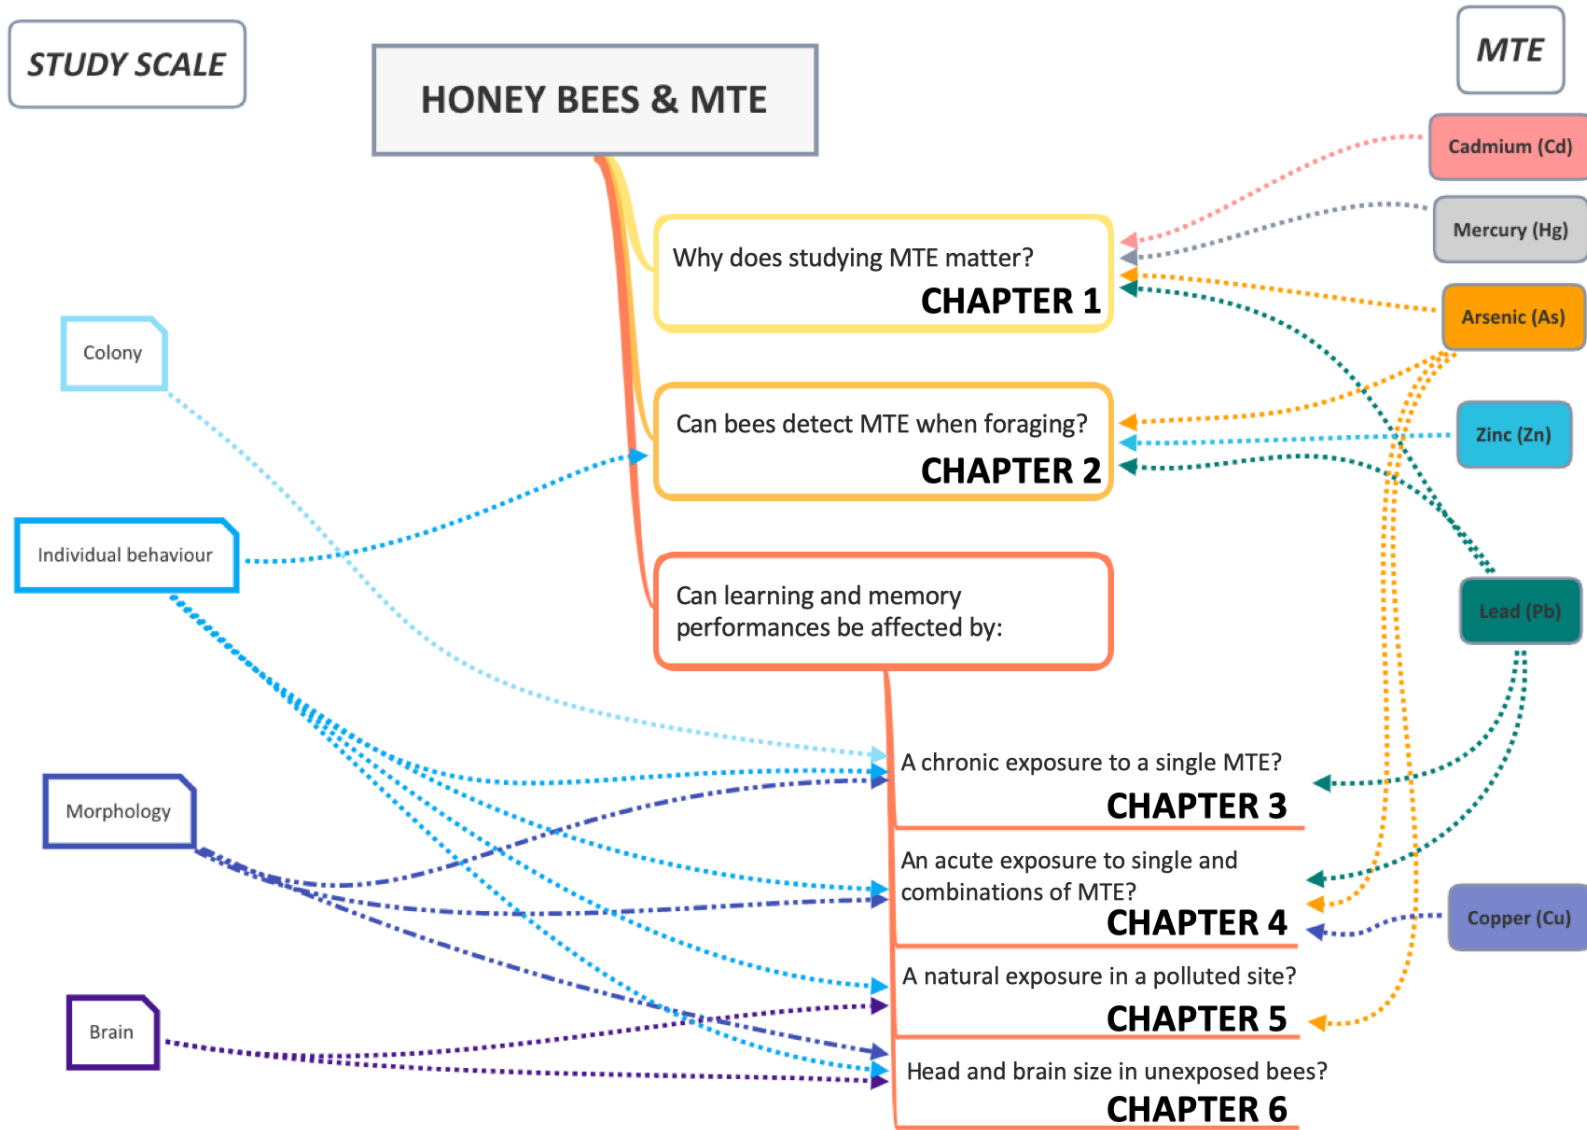 STUDY SCALE
HONEY BEES & MTE
MTE
Cadmium (Cd)
Mercury (Hg)
Arsenic (As)
Zinc (Zn)
Lead (Pb)
Copper (Cu)
Colony
Individual behaviour
Morphology
Brain
Why does studying MTE matter?
CHAPTER 1
Can bees detect MTE when foraging?
CHAPTER 2
Can learning and memory
performances be affected by:
A chronic exposure to a single MTE?
CHAPTER 3
An acute exposure to single and
combinations of MTE?
CHAPTER 4
A natural exposure in a polluted site?
CHAPTER 5
Head and brain size in unexposed bees?
CHAPTER 6